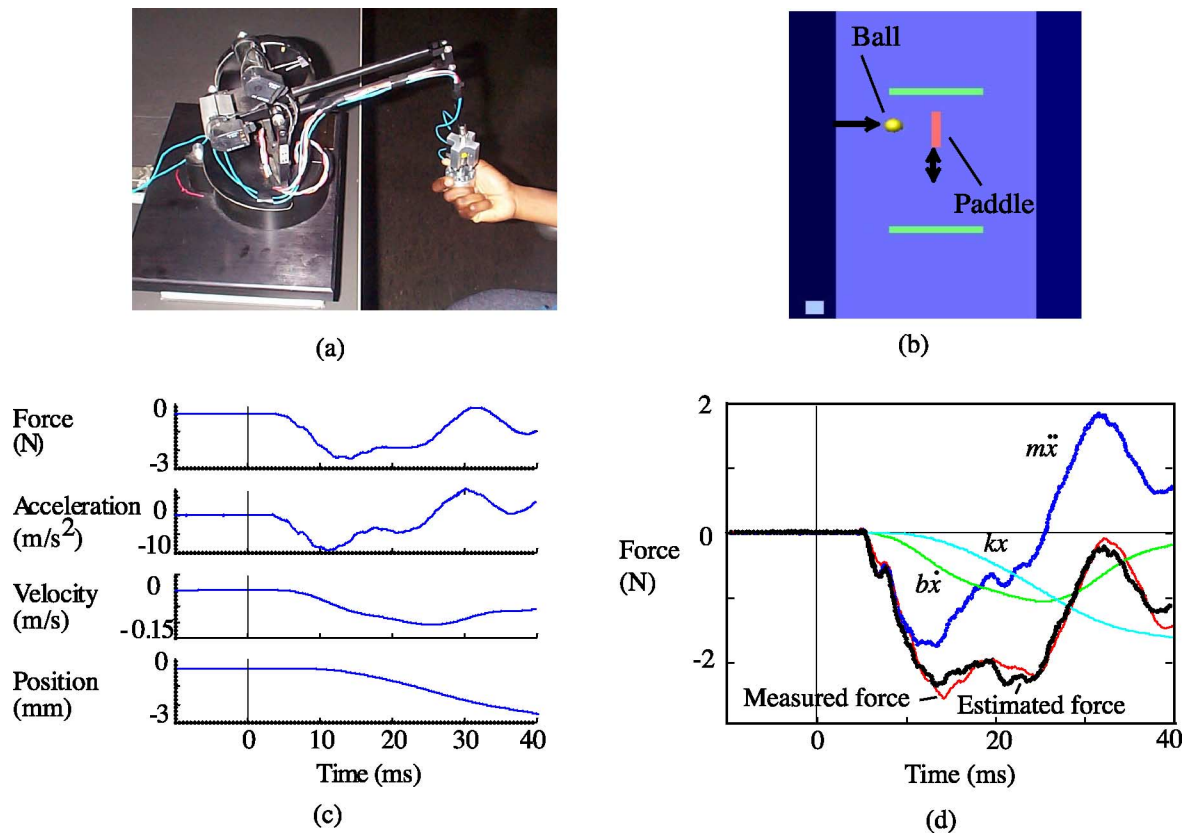 (a)
Ball
Paddle
(b)
Force
(N)
0
-3
Acceleration
(m/s²)
0
-10
Velocity
(m/s)
0
-0.15
Position
(mm)
0
-3
0
10
20
30
40
Time (ms)
(c)
2
0
-2
Force
(N)
mẍ
kx
bẋ
Measured force
Estimated force
0
20
40
Time (ms)
(d)